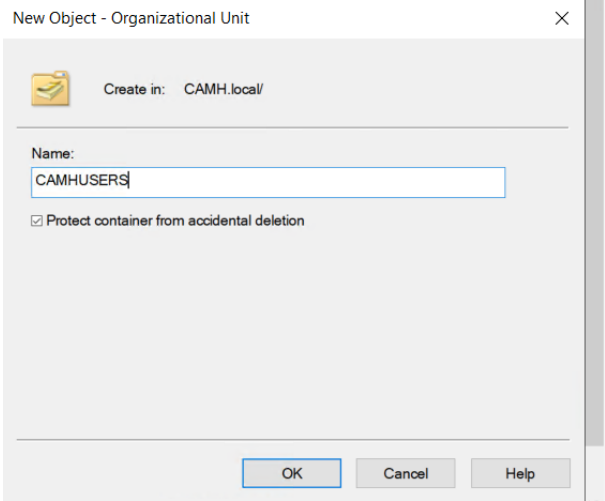 New Object - Organizational Unit
Create in: CAMH.local/
Name:
CAMHUSERS
Protect container from accidental deletion
OK Cancel Help